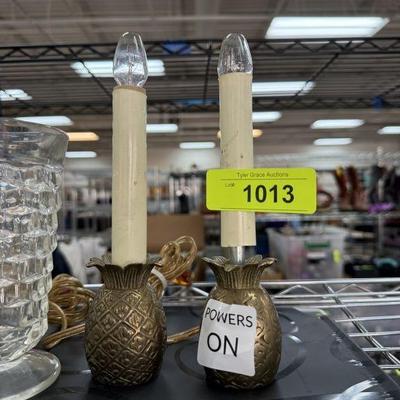 Tyler Grace Auctions
Lot# 1013
POWERS
ON